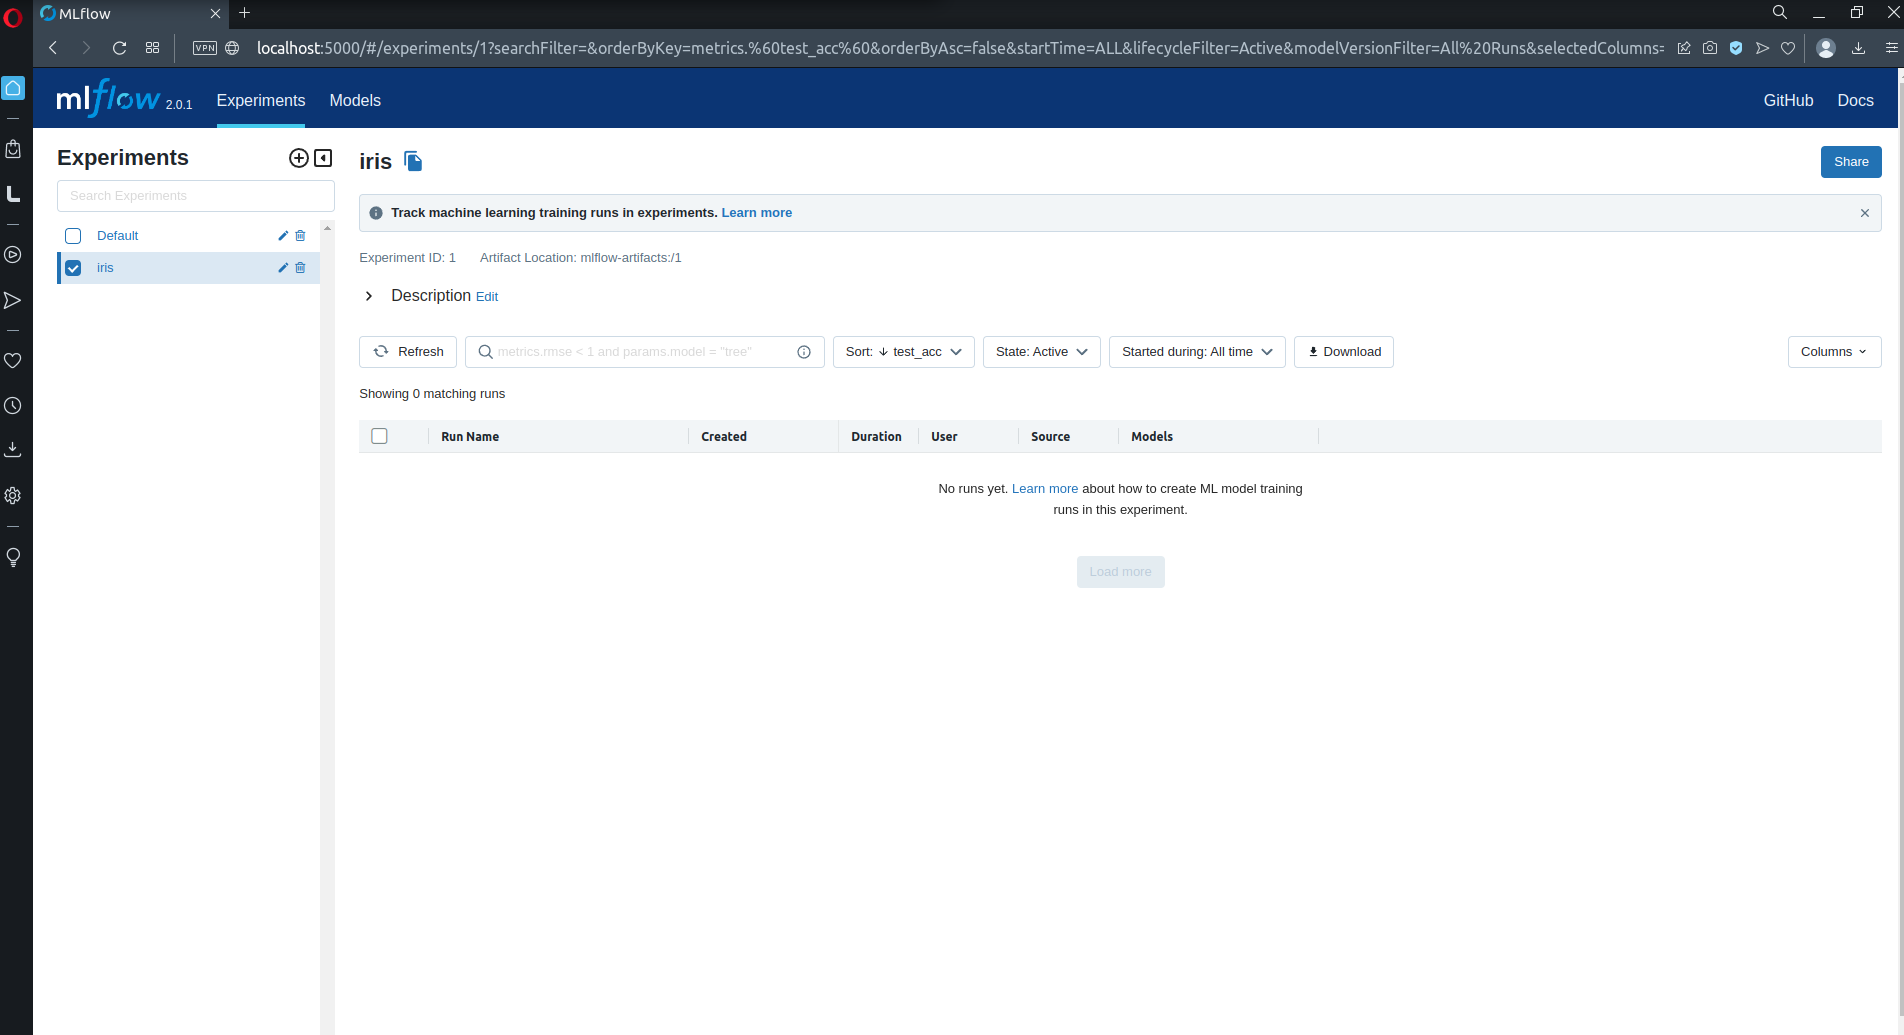 MLflow
VPN
localhost:5000/#/experiments/1?searchFilter=&orderByKey=metrics.%60test_acc%60&orderByAsc=false&startTime=ALL&lifecycleFilter=Active&modelVersionFilter=All%20Runs&selectedColumns=
mlflow 2.0.1 Experiments Models GitHub Docs
Experiments
Search Experiments
Default
iris
iris
Share
Track machine learning training runs in experiments. Learn more
Experiment ID: 1 Artifact Location: mlflow-artifacts:/1
Description Edit
Refresh metrics.rmse < 1 and params.model = "tree" Sort: ↓ test_acc State: Active Started during: All time Download Columns
Showing 0 matching runs
Run Name Created Duration User Source Models
No runs yet. Learn more about how to create ML model training
runs in this experiment.
Load more